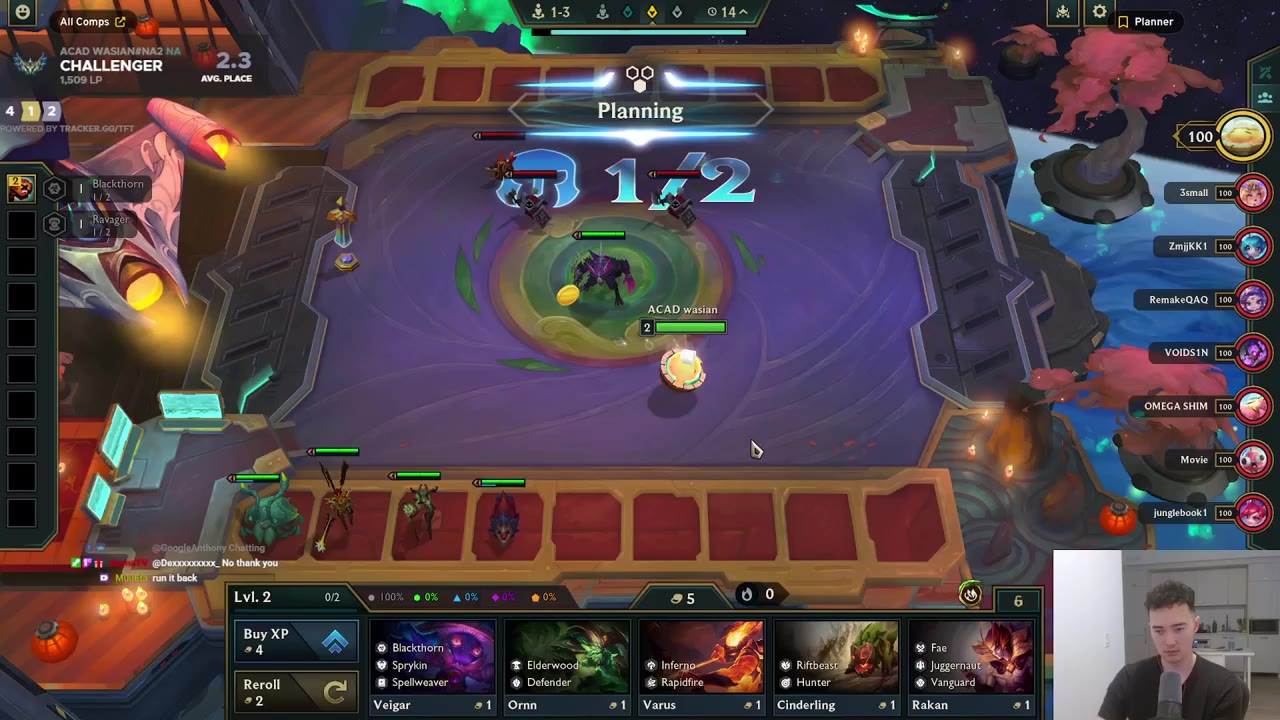 All Comps
1-3
14
Planner
ACAD WASIAN#NA2 NA
CHALLENGER
1,509 LP
2.3
AVG. PLACE
4 1 2
POWERED BY TRACKER.GG/TFT
Planning
1/2
100
2
1 Blackthorn
1 / 2
1 Ravager
1 / 2
3small 100
ZmjjKK1 100
RemakeQAQ 100
VOIDS1N 100
OMEGA SHIM 100
Movie 100
junglebook1 100
ACAD wasian
2
@GoogleAnthony Chatting
@Dexxxxxxxxx_ No thank you
run it back
Lvl. 2
0/2
100% 0% 0% 0% 0%
5
0
6
Buy XP
4
Reroll
2
Blackthorn
Sprykin
Spellweaver
Veigar 1
Elderwood
Defender
Ornn 1
Inferno
Rapidfire
Varus 1
Riftbeast
Hunter
Cinderling 1
Fae
Juggernaut
Vanguard
Rakan 1